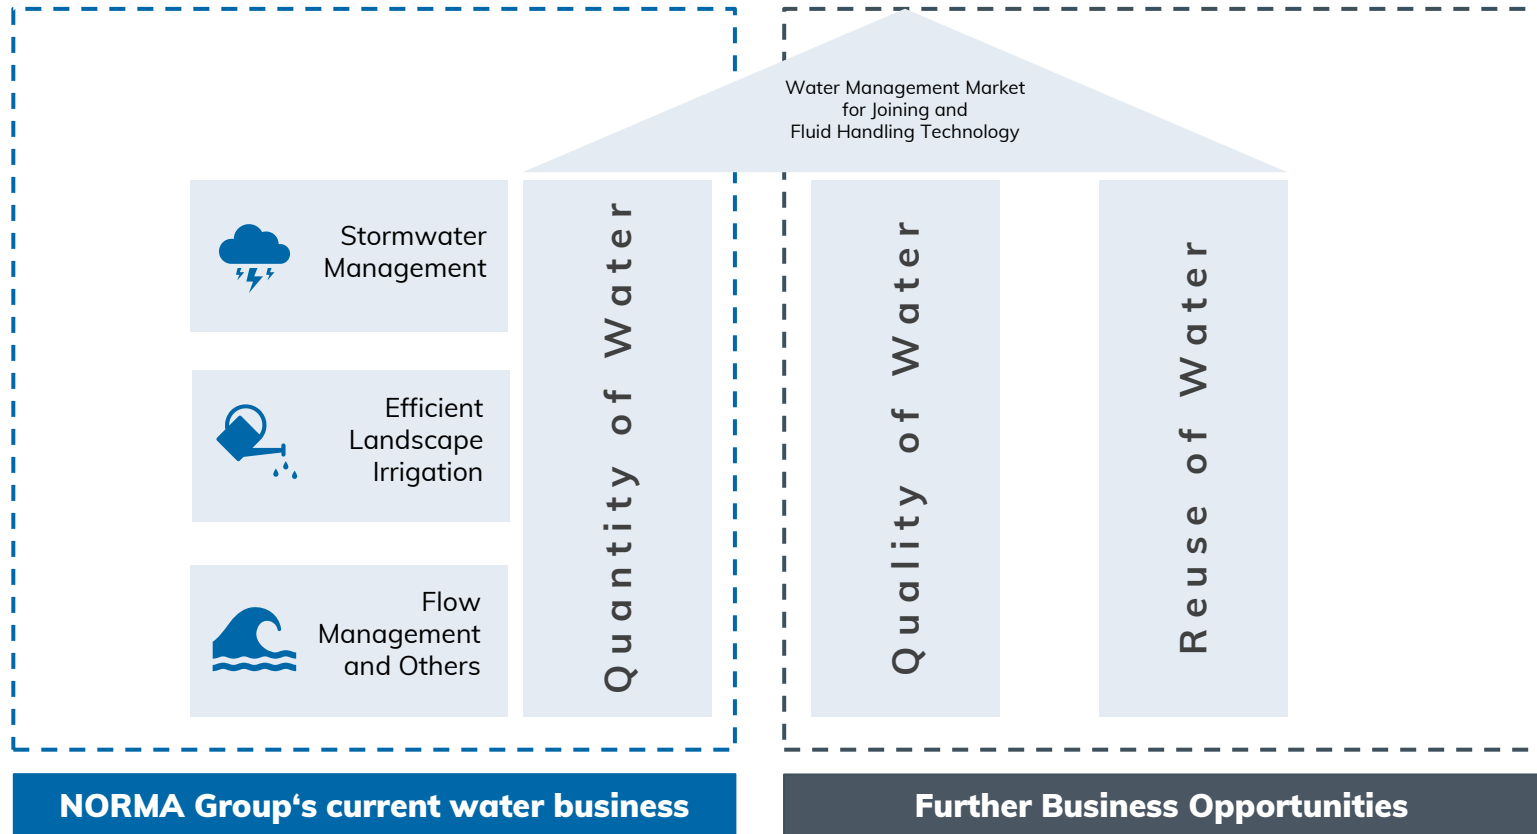 Water Management Market
for Joining and
Fluid Handling Technology
Stormwater
Management
Efficient
Landscape
Irrigation
Flow
Management
and Others
Quantity of Water
Quality of Water
Reuse of Water
NORMA Group‘s current water business
Further Business Opportunities